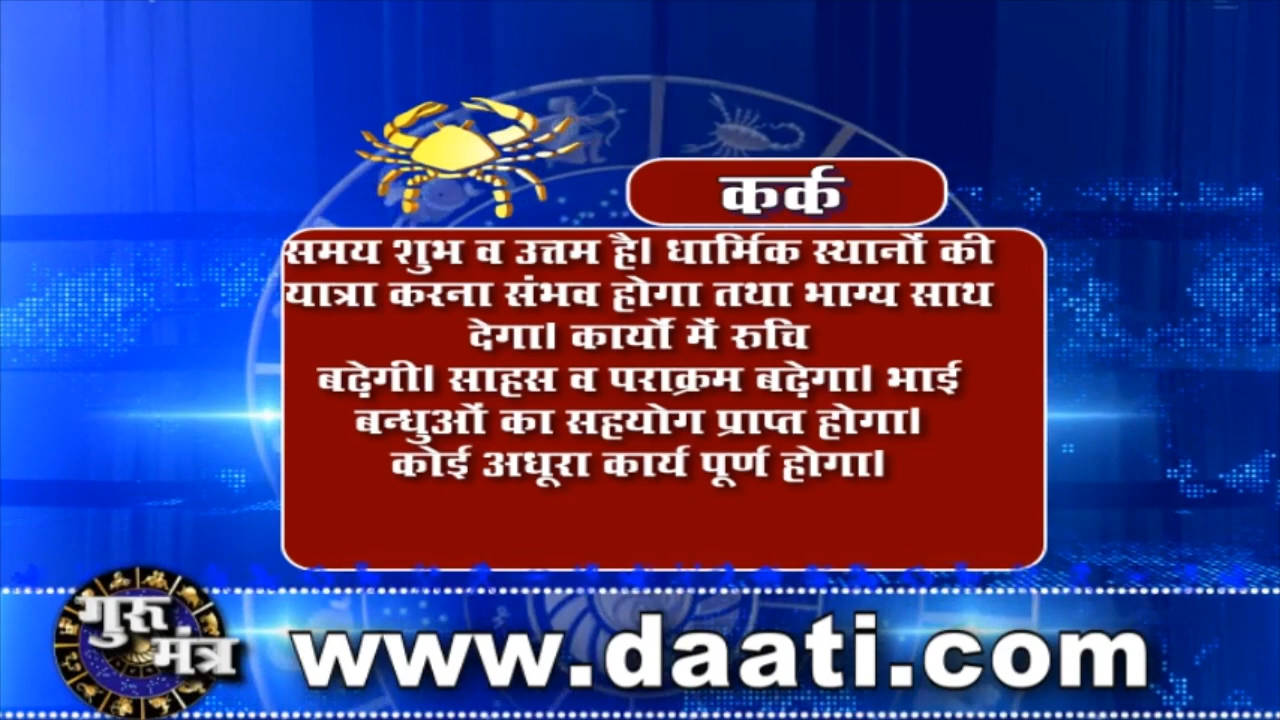 कर्क
समय शुभ व उत्तम है। धार्मिक स्थानों की
यात्रा करना संभव होगा तथा भाग्य साथ
देगा। कार्यो में रुचि
बढ़ेगी। साहस व पराक्रम बढ़ेगा। भाई
बन्धुओं का सहयोग प्राप्त होगा।
कोई अधूरा कार्य पूर्ण होगा।
गुरु
मंत्र
www.daati.com